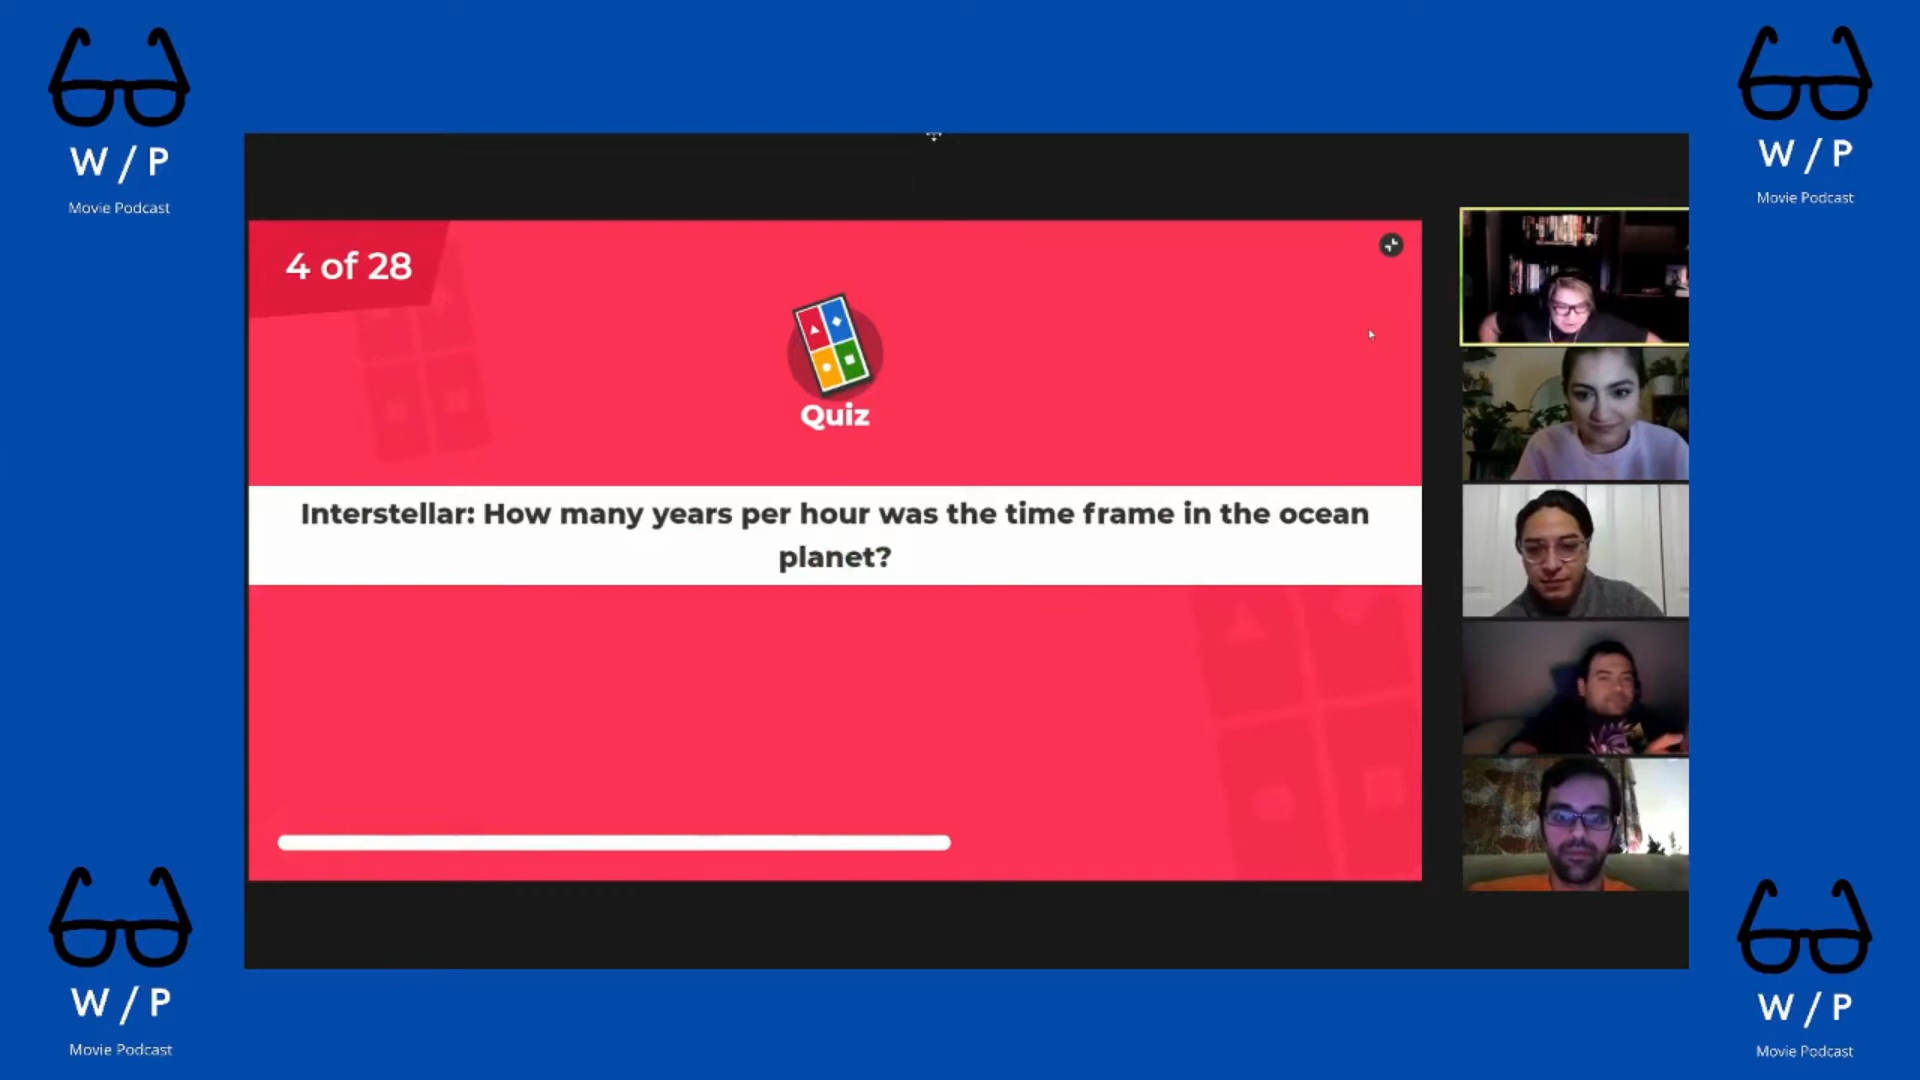 W / P
Movie Podcast
W / P
Movie Podcast
4 of 28
Quiz
Interstellar: How many years per hour was the time frame in the ocean
planet?
W / P
Movie Podcast
W / P
Movie Podcast